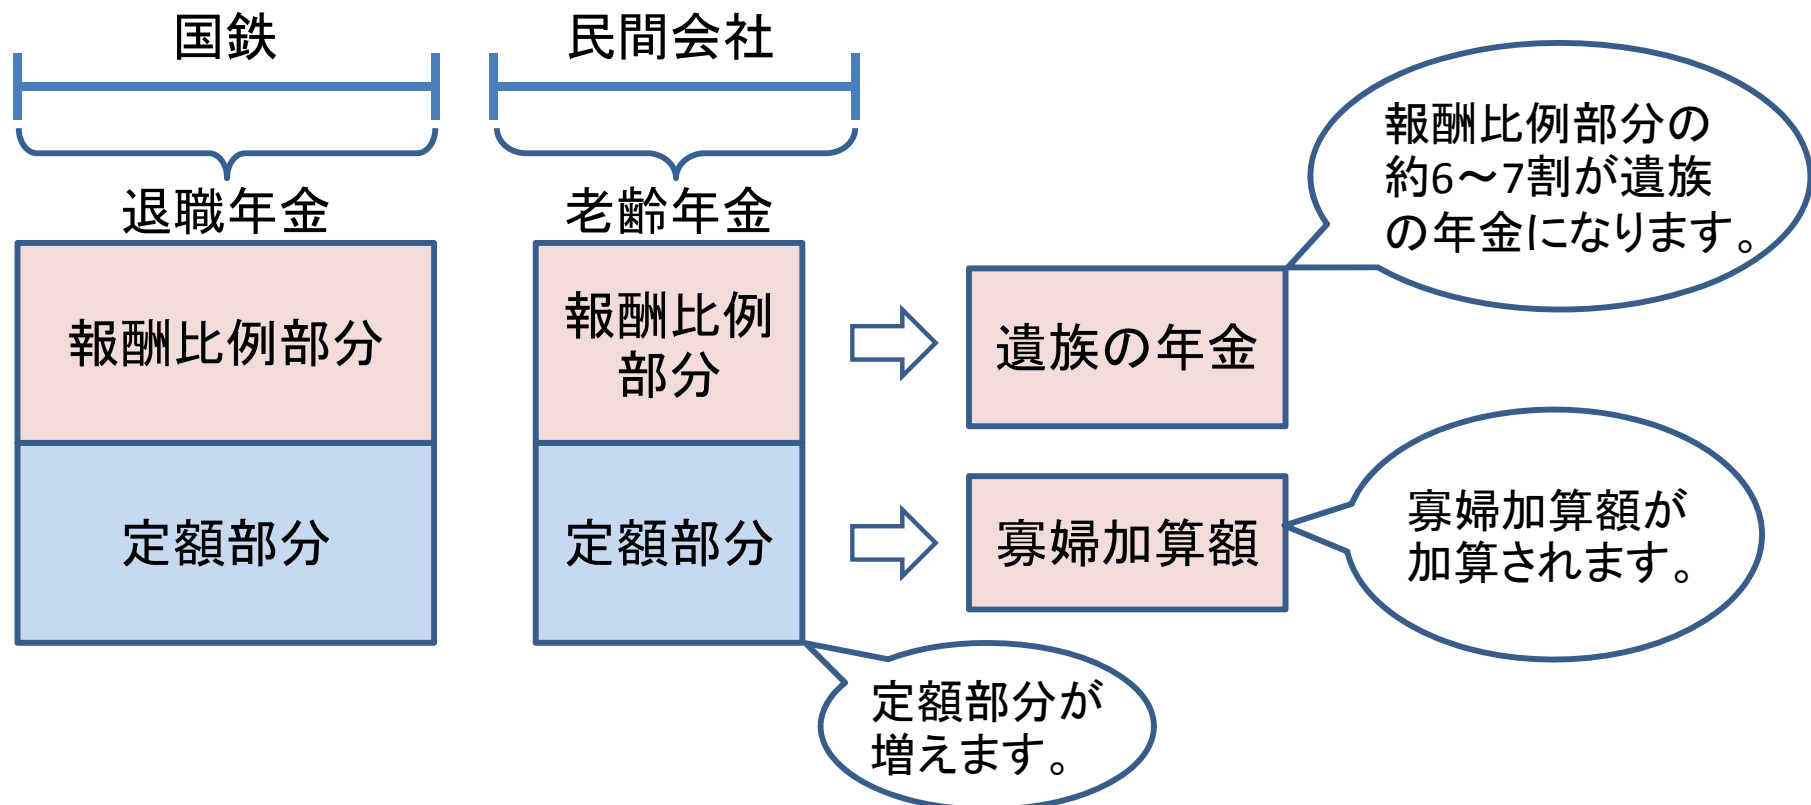 国鉄
民間会社
退職年金
老齢年金
報酬比例部分
報酬比例
部分
定額部分
定額部分
遺族の年金
寡婦加算額
報酬比例部分の
約6～7割が遺族
の年金になります。
寡婦加算額が
加算されます。
定額部分が
増えます。